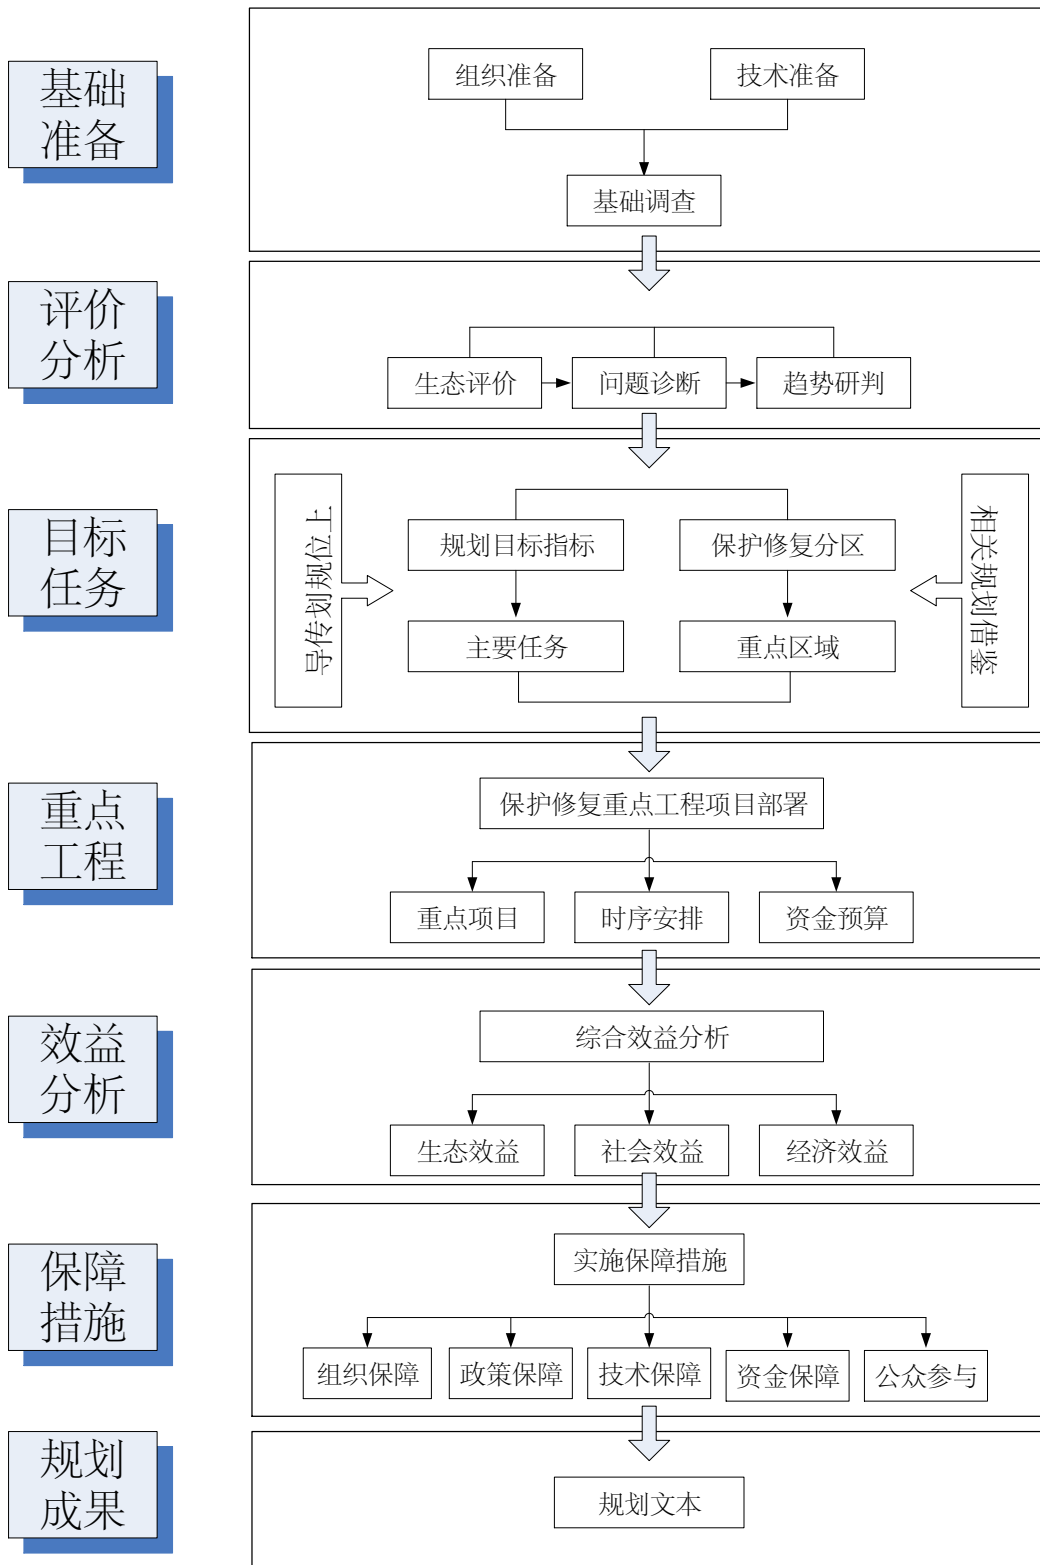 基础
准备
组织准备
技术准备
基础调查
评价
分析
生态评价
问题诊断
趋势研判
目标
任务
导传划规位上
规划目标指标
保护修复分区
主要任务
重点区域
相关规划借鉴
重点
工程
保护修复重点工程项目部署
重点项目
时序安排
资金预算
效益
分析
综合效益分析
生态效益
社会效益
经济效益
保障
措施
实施保障措施
组织保障
政策保障
技术保障
资金保障
公众参与
规划
成果
规划文本